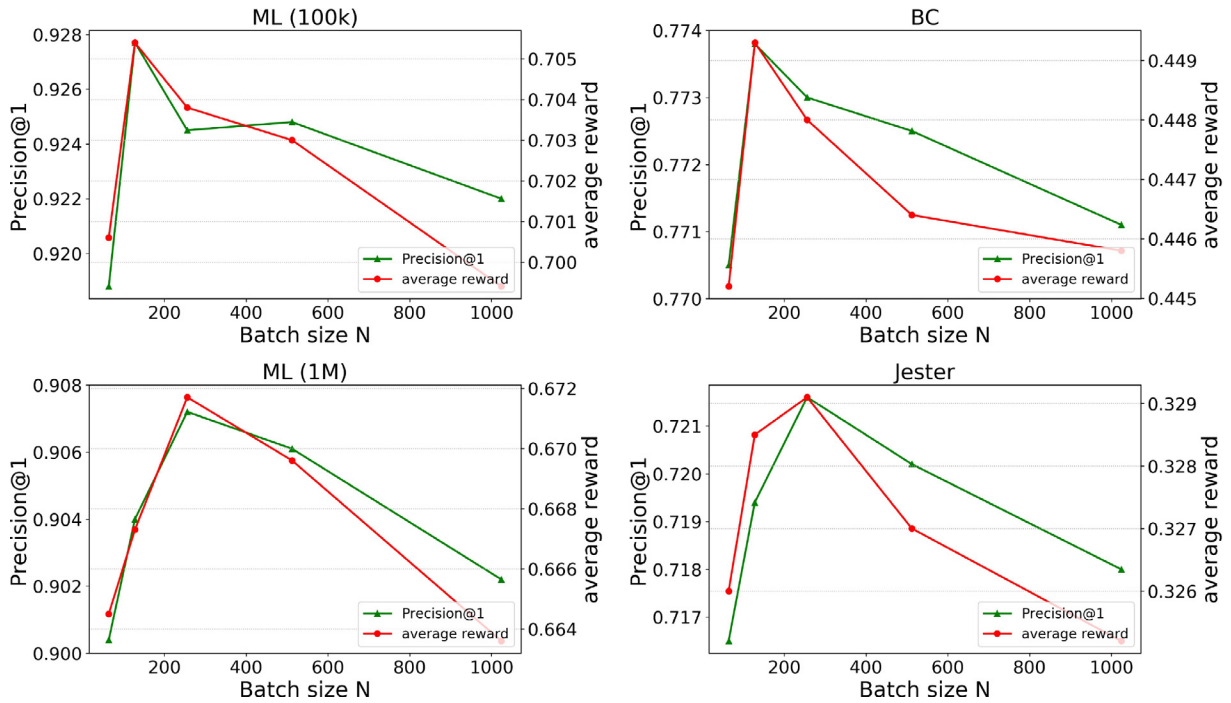 ML (100k)
0.928
0.926
0.924
0.922
0.920
Precision@1
0.705
0.704
0.703
0.702
0.701
0.700
average reward
Precision@1
average reward
200 400 600 800 1000
Batch size N
BC
0.774
0.773
0.772
0.771
0.770
Precision@1
0.449
0.448
0.447
0.446
0.445
average reward
Precision@1
average reward
200 400 600 800 1000
Batch size N
ML (1M)
0.908
0.906
0.904
0.902
0.900
Precision@1
0.672
0.670
0.668
0.666
0.664
average reward
Precision@1
average reward
200 400 600 800 1000
Batch size N
Jester
0.721
0.720
0.719
0.718
0.717
Precision@1
0.329
0.328
0.327
0.326
average reward
Precision@1
average reward
200 400 600 800 1000
Batch size N